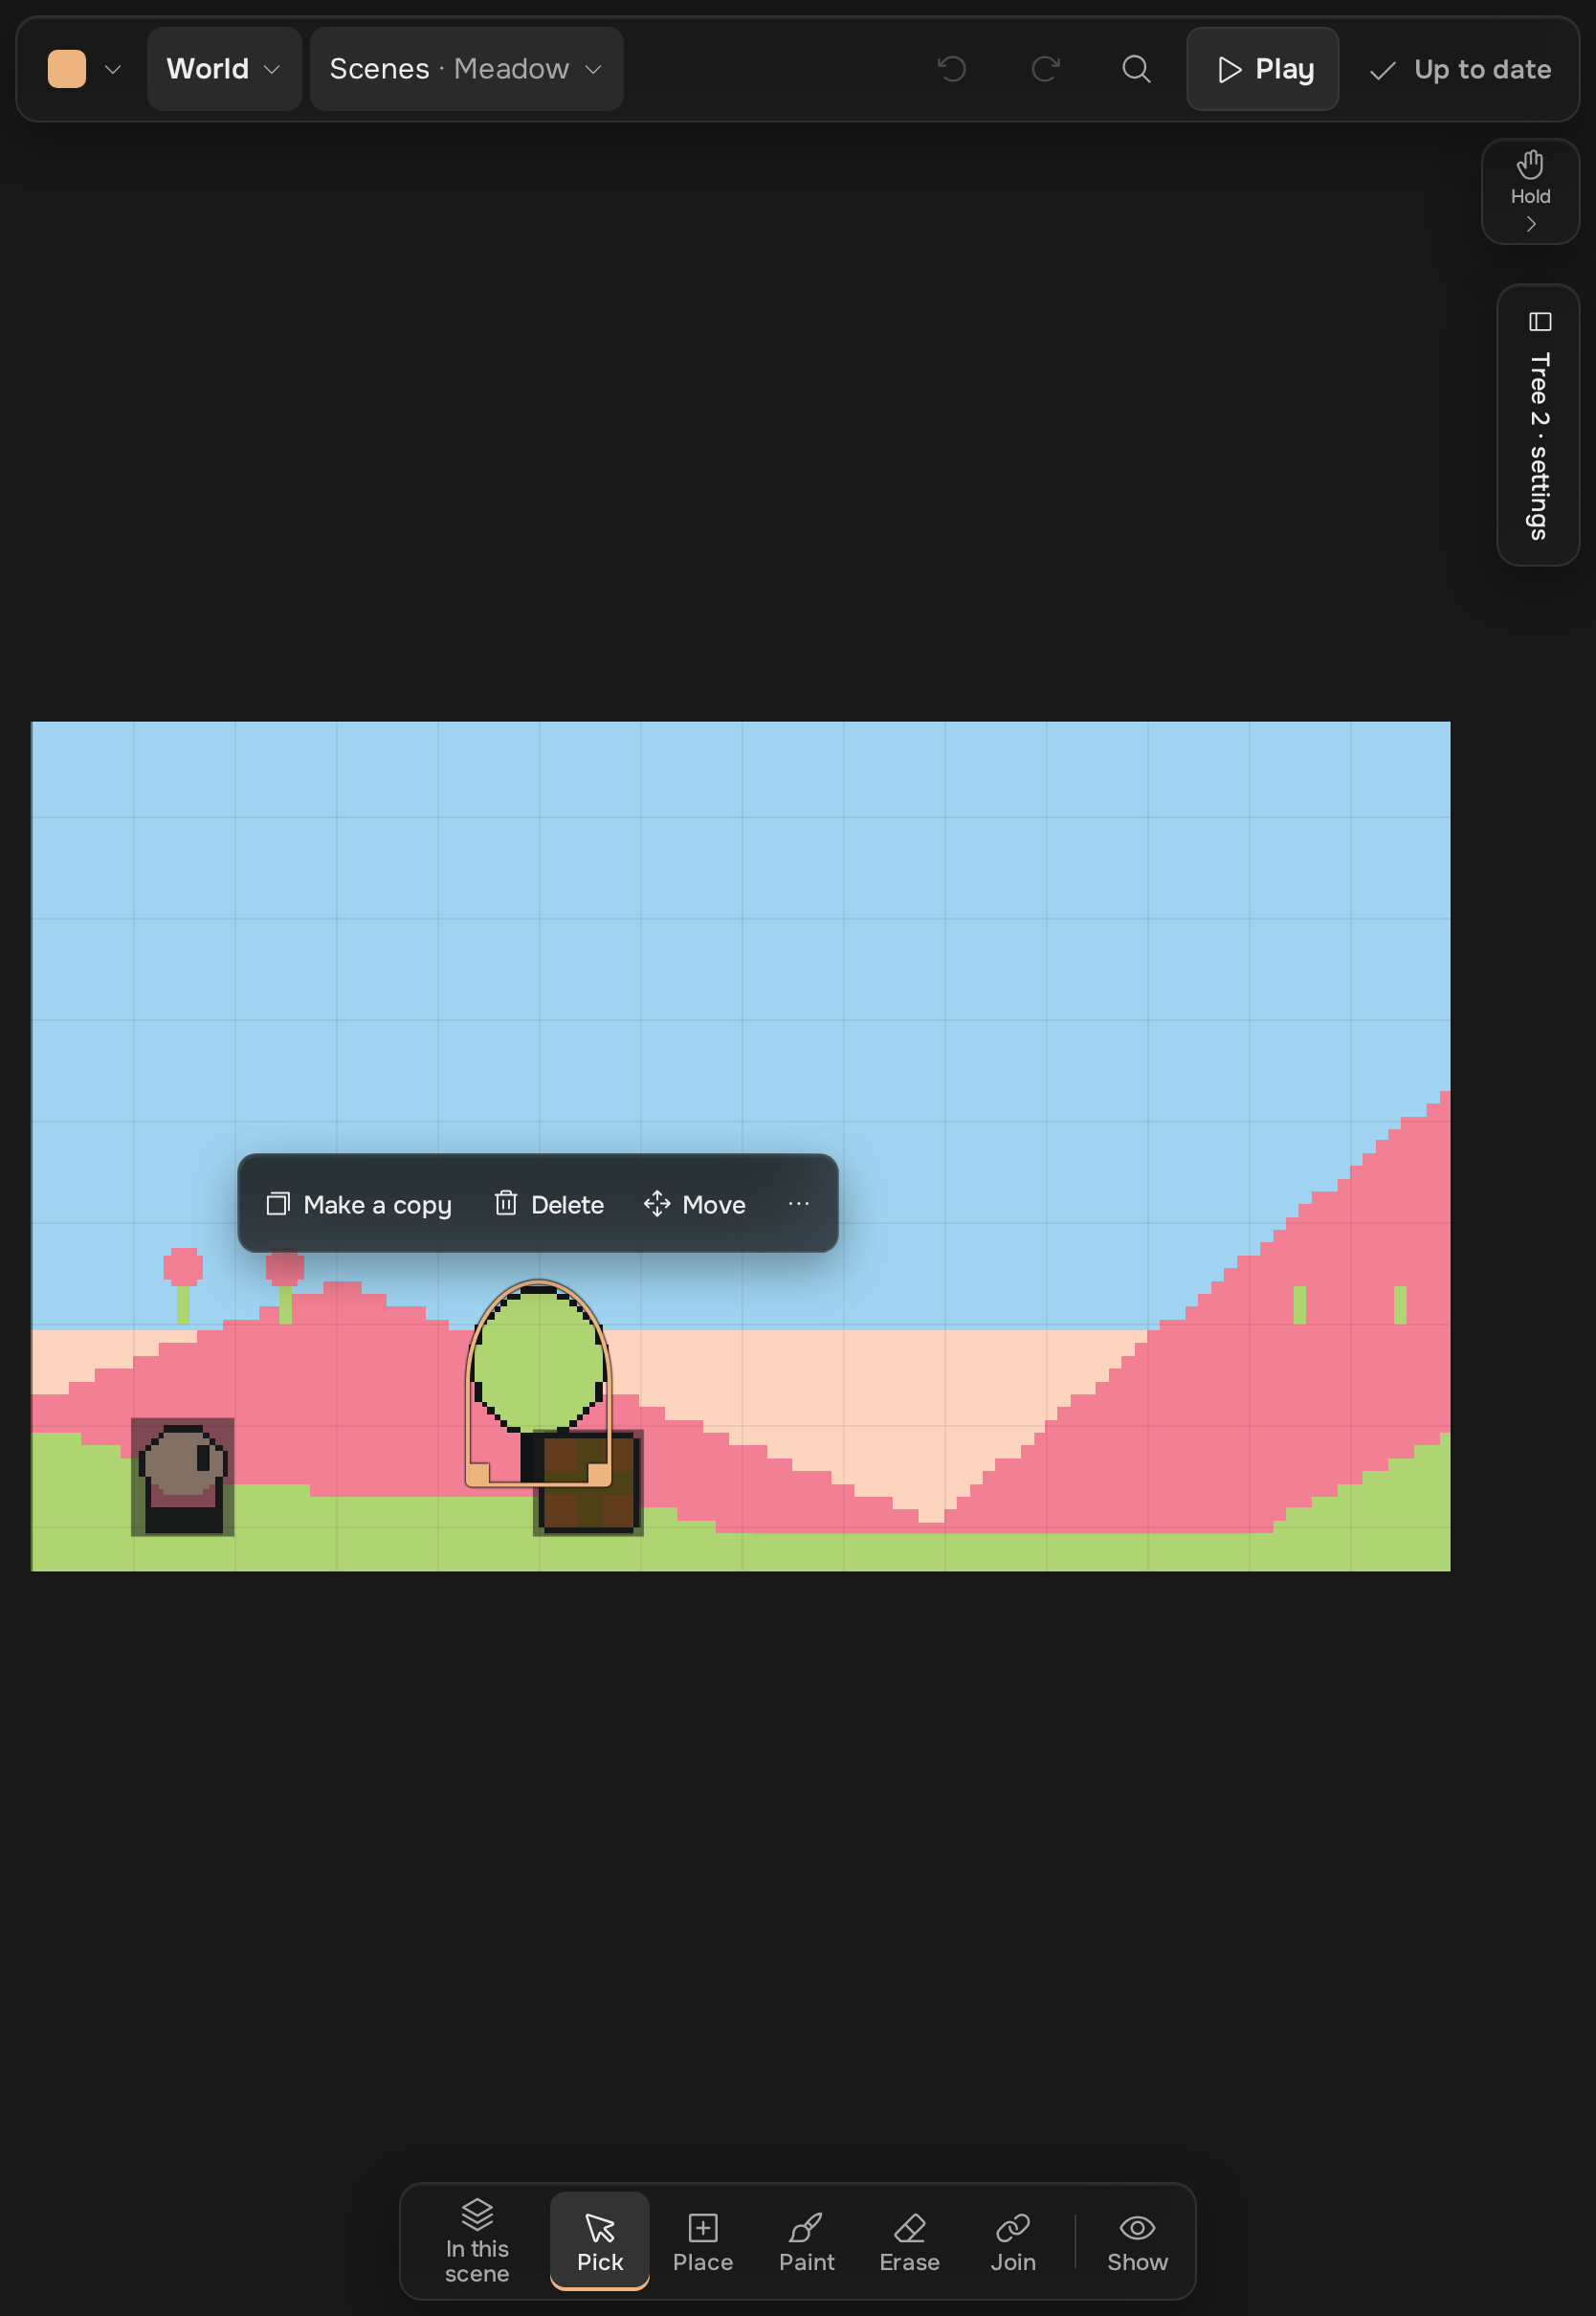 World
Scenes · Meadow
Play
Up to date
Hold
Tree 2 · settings
Make a copy
Delete
Move
In this
scene
Pick
Place
Paint
Erase
Join
Show